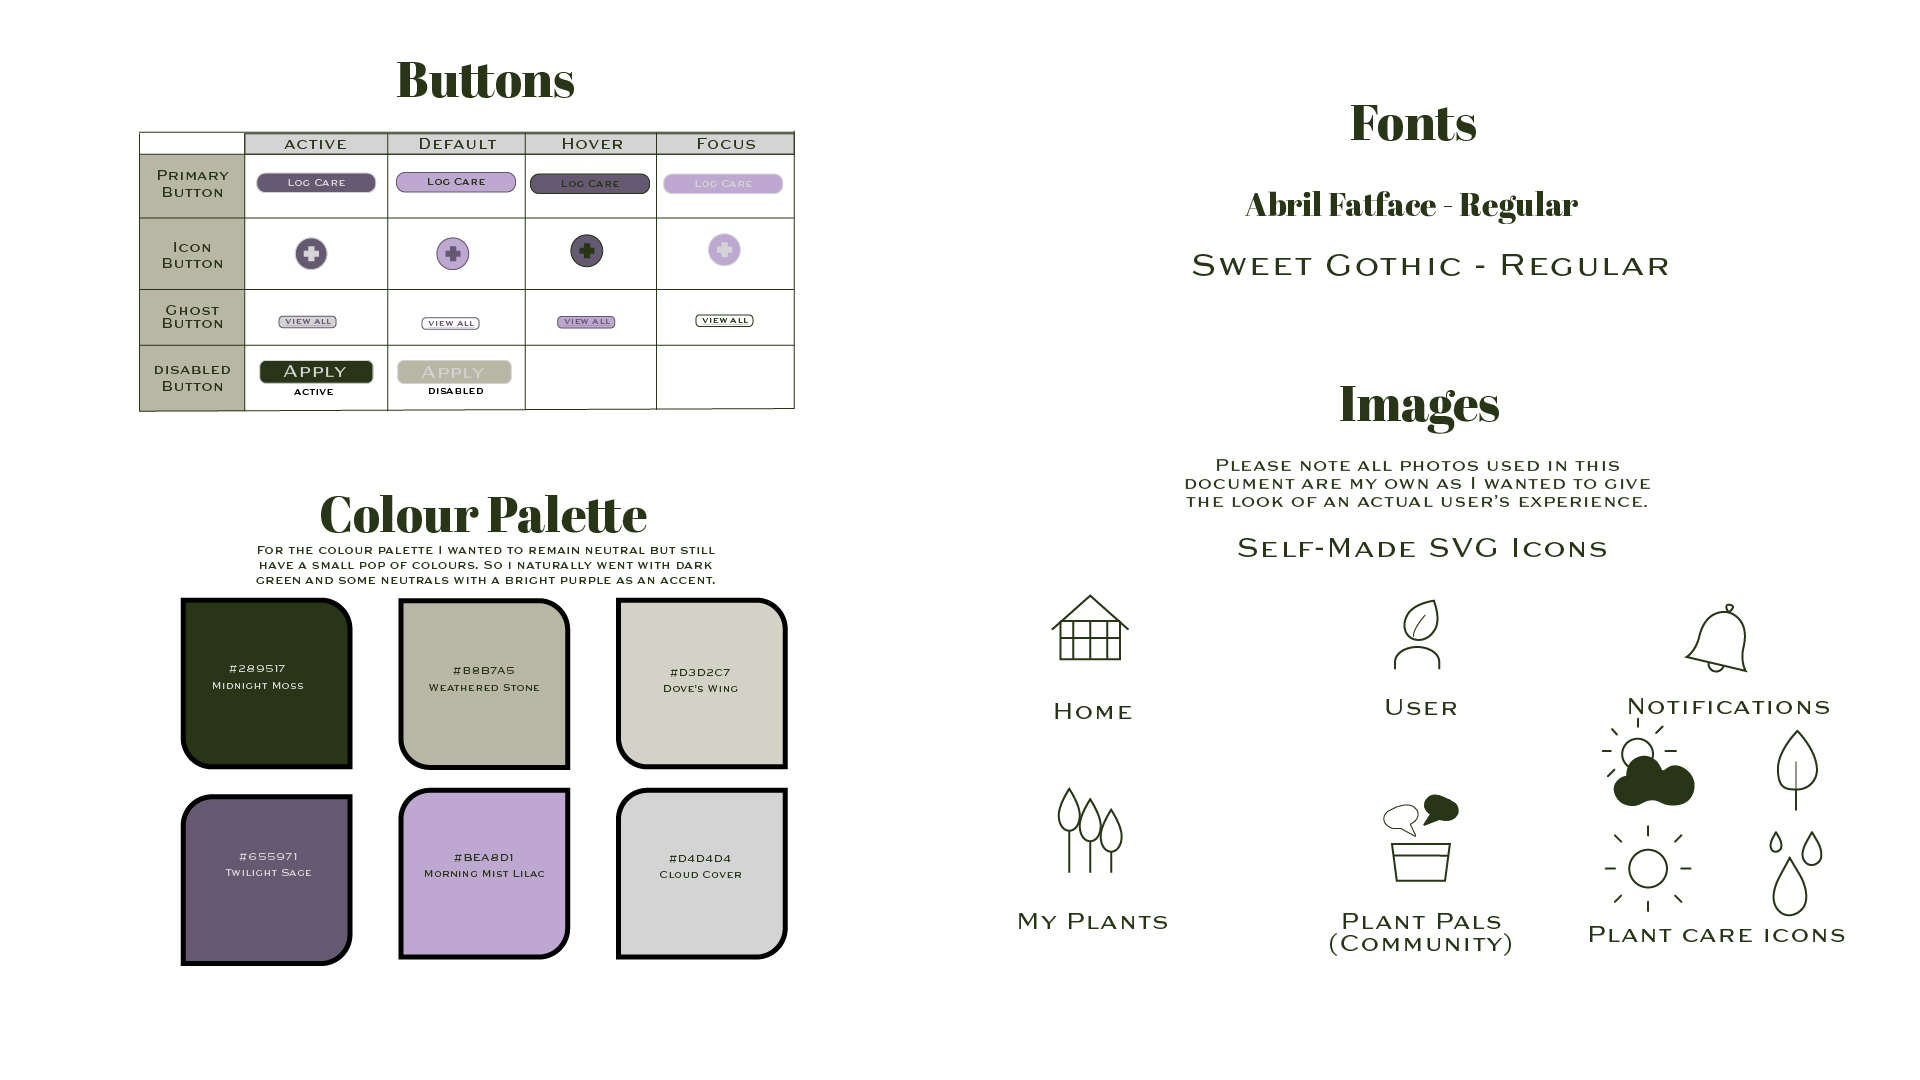 Buttons
ACTIVE Default Hover Focus
Primary
Button
Log Care Log Care Log Care Log Care
Icon
Button
Ghost
Button
VIEW ALL VIEW ALL VIEW ALL VIEW ALL
DISABLED
Button
Apply Apply
ACTIVE DISABLED
Colour Palette
For the colour palette I wanted to remain neutral but still
have a small pop of colours. So I naturally went with dark
green and some neutrals with a bright purple as an accent.
#289517
Midnight Moss
#B8B7A5
Weathered Stone
#D3D2C7
Dove's Wing
#655971
Twilight Sage
#BEA8D1
Morning Mist Lilac
#D4D4D4
Cloud Cover
Fonts
Abril Fatface - Regular
Sweet Gothic - Regular
Images
Please note all photos used in this
document are my own as I wanted to give
the look of an actual user's experience.
Self-Made SVG Icons
Home
User
Notifications
My Plants
Plant Pals
(Community)
Plant care icons